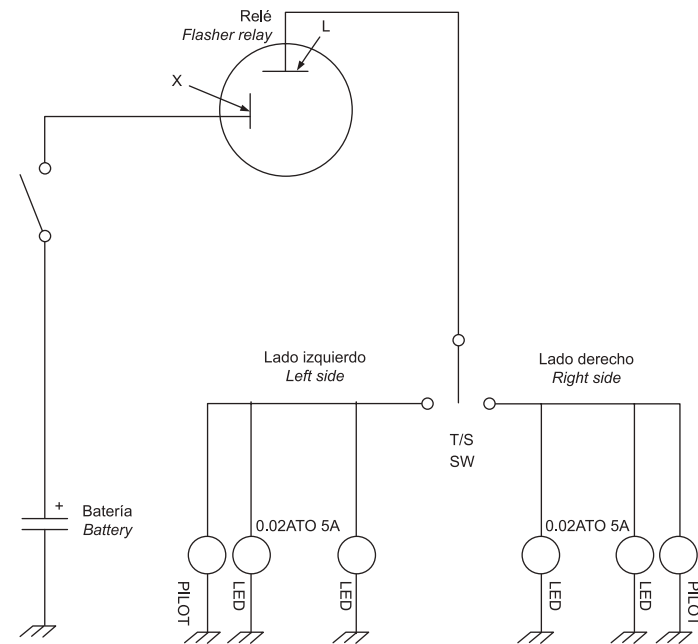 Relé
Flasher relay
L
X
Lado izquierdo
Left side
Lado derecho
Right side
T/S
SW
+
Batería
Battery
0.02ATO 5A
0.02ATO 5A
PILOT
LED
LED
LED
LED
PILOT